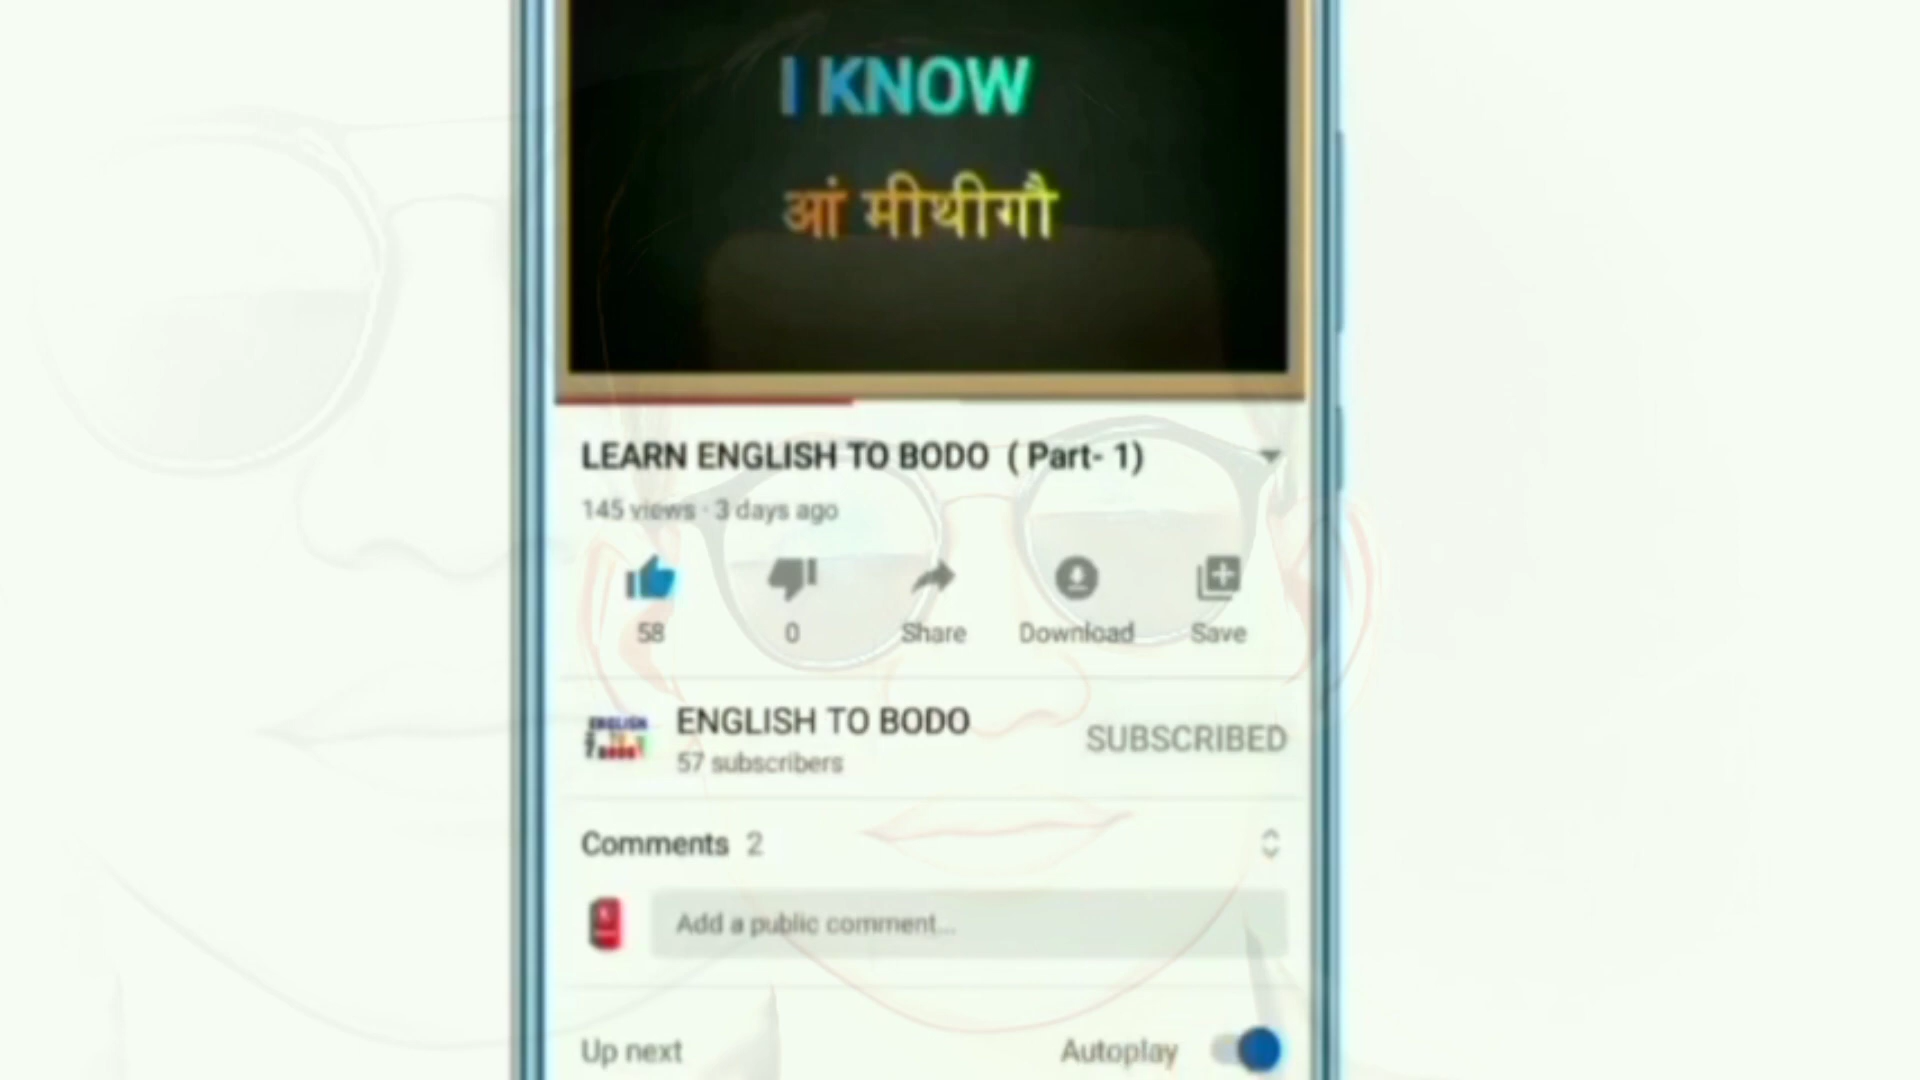 I KNOW
आं मीथीगौ
LEARN ENGLISH TO BODO ( Part- 1)
145 views · 3 days ago
58
0
Share
Download
Save
ENGLISH TO BODO
57 subscribers
SUBSCRIBED
Comments 2
Add a public comment...
Up next
Autoplay